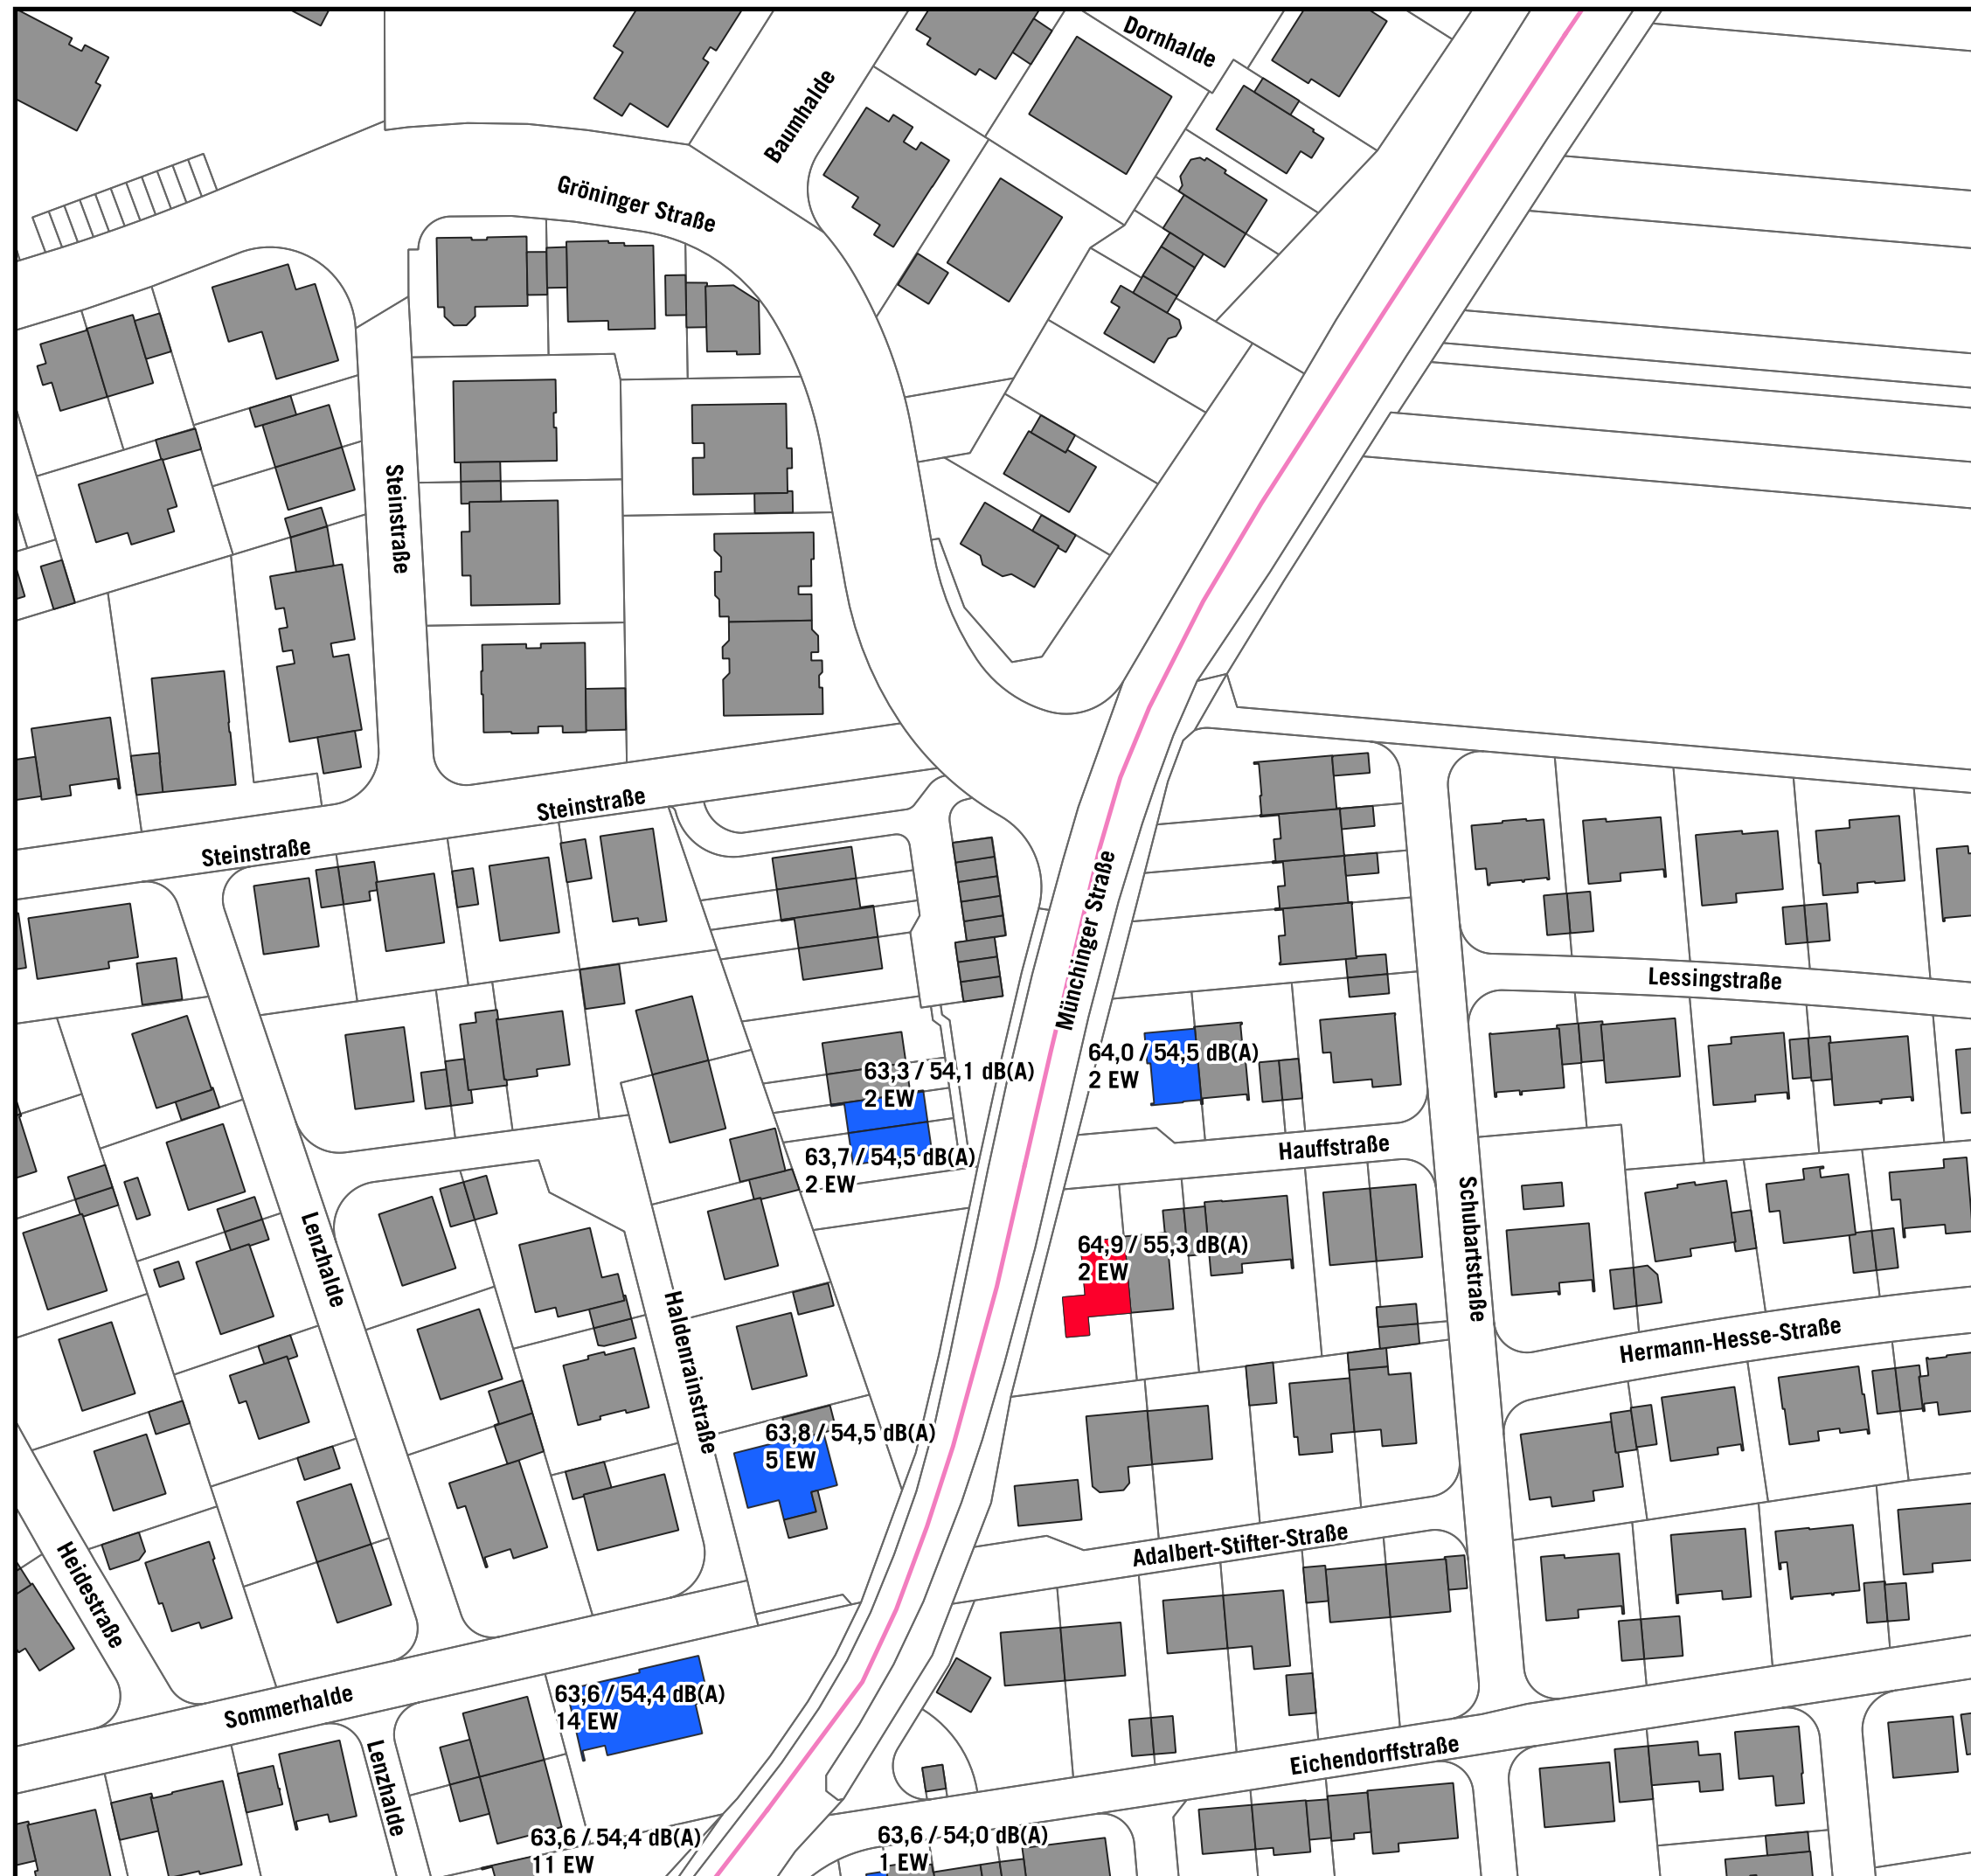 Dornhalde
Baumhalde
Gröninger Straße
Steinstraße
Steinstraße
Steinstraße
Münchinger Straße
Lessingstraße
64,0 / 54,5 dB(A)
2 EW
63,3 / 54,1 dB(A)
2 EW
63,7 / 54,5 dB(A)
2 EW
Hauffstraße
Schubartstraße
Lenzhalde
64,9 / 55,3 dB(A)
2 EW
Haldenrainstraße
Hermann-Hesse-Straße
63,8 / 54,5 dB(A)
5 EW
Adalbert-Stifter-Straße
Heidestraße
Sommerhalde
63,6 / 54,4 dB(A)
14 EW
Lenzhalde
Eichendorffstraße
63,6 / 54,4 dB(A)
11 EW
63,6 / 54,0 dB(A)
1 EW